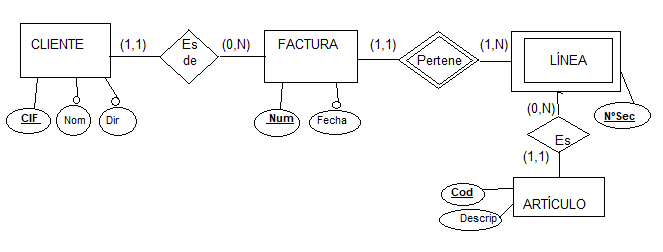 CLIENTE
(1,1)
Es
de
(0,N)
FACTURA
(1,1)
Pertene
(1,N)
LÍNEA
CIF
Nom
Dir
Num
Fecha
(0,N)
NºSec
Es
(1,1)
Cod
Descrip
ARTÍCULO